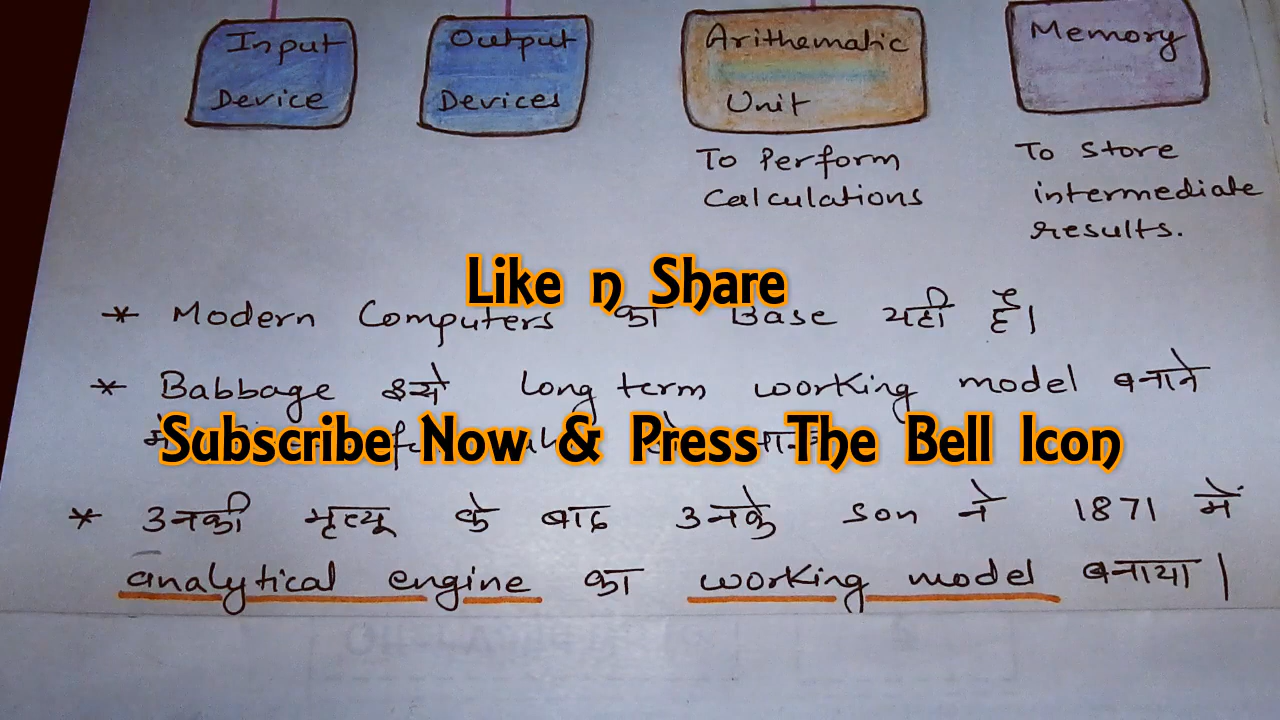 Input
Device
Output
Devices
Arithematic
Unit
Memory
To Perform
Calculations
To Store
intermediate
results.
Like n Share
* Modern Computers का Base यही है।
* Babbage इसे long term working model बनाने
में
Subscribe Now & Press The Bell Icon
* उनकी मृत्यू के बाद उनके son ने 1871 में
analytical engine का working model बनाया।